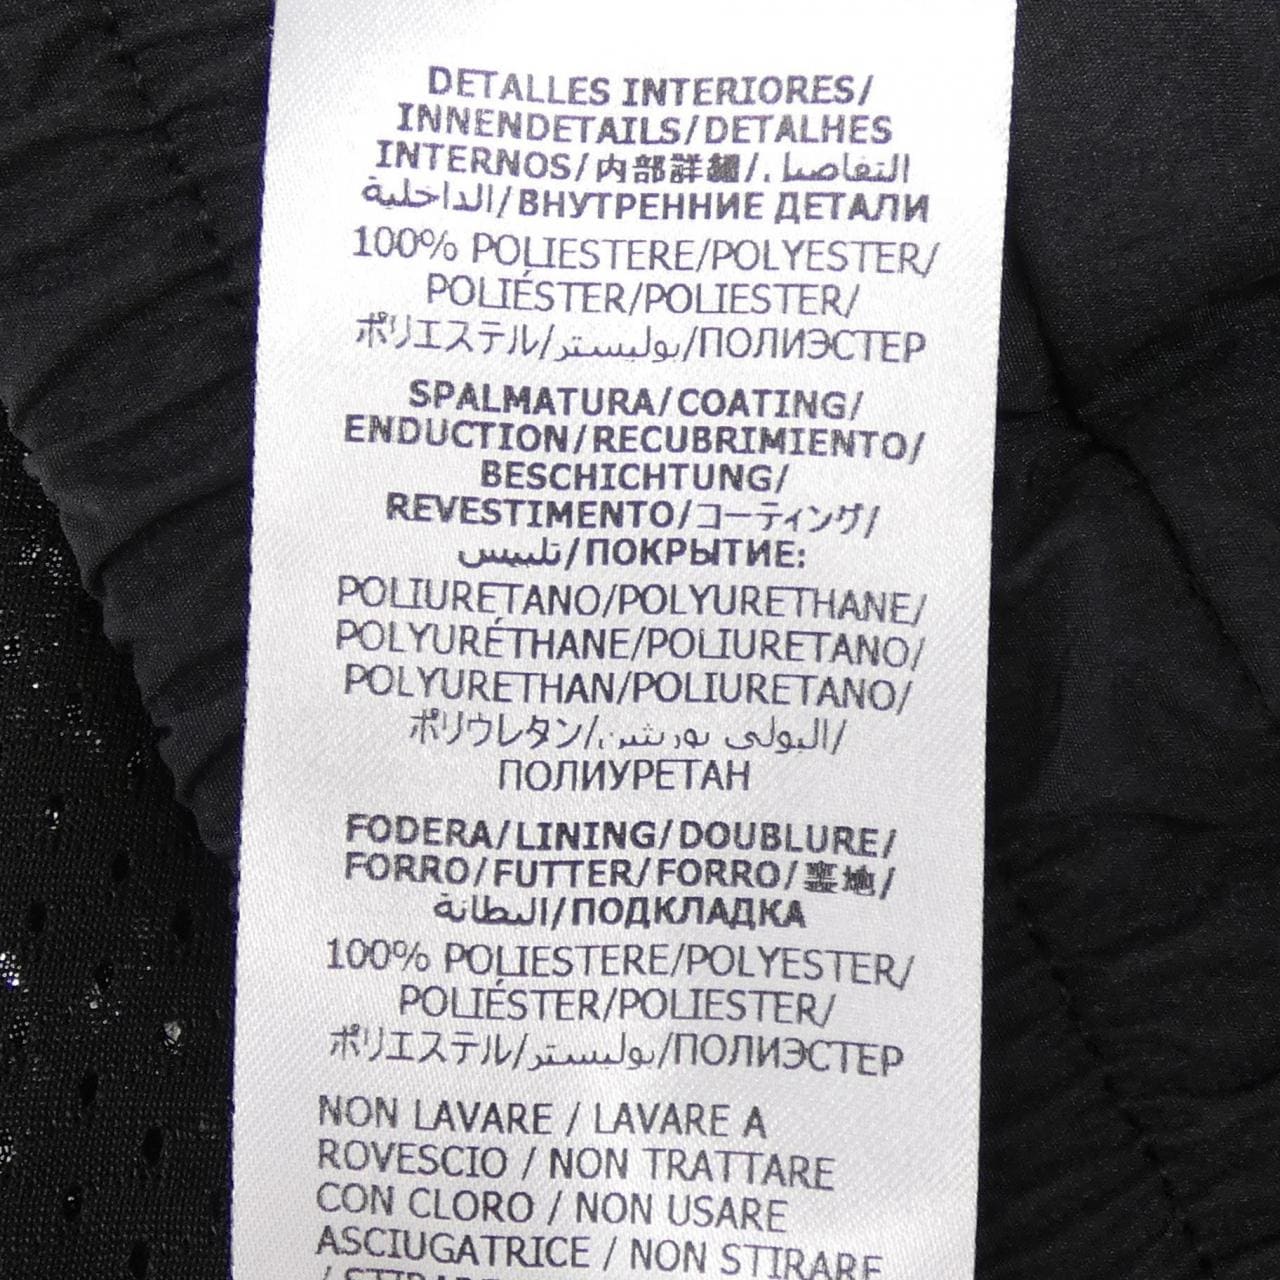 DETALLES INTERIORES/
INNENDETAILS/DETALHES
INTERNOS/内部詳細/التفاصيل
الداخلية/ВНУТРЕННИЕ ДЕТАЛИ
100% POLIESTERE/POLYESTER/
POLIÉSTER/POLIESTER/
ポリエステル/بوليستر/ПОЛИЭСТЕР
SPALMATURA/COATING/
ENDUCTION/RECUBRIMIENTO/
BESCHICHTUNG/
REVESTIMENTO/コーティング/
تلبيس/ПОКРЫТИЕ:
POLIURETANO/POLYURETHANE/
POLYURÉTHANE/POLIURETANO/
POLYURETHAN/POLIURETANO/
ポリウレタン/البولي يورثين/
ПОЛИУРЕТАН
FODERA/LINING/DOUBLURE/
FORRO/FUTTER/FORRO/裏地/
البطانة/ПОДКЛАДКА
100% POLIESTERE/POLYESTER/
POLIÉSTER/POLIESTER/
ポリエステル/بوليستر/ПОЛИЭСТЕР
NON LAVARE / LAVARE A
ROVESCIO / NON TRATTARE
CON CLORO / NON USARE
ASCIUGATRICE / NON STIRARE